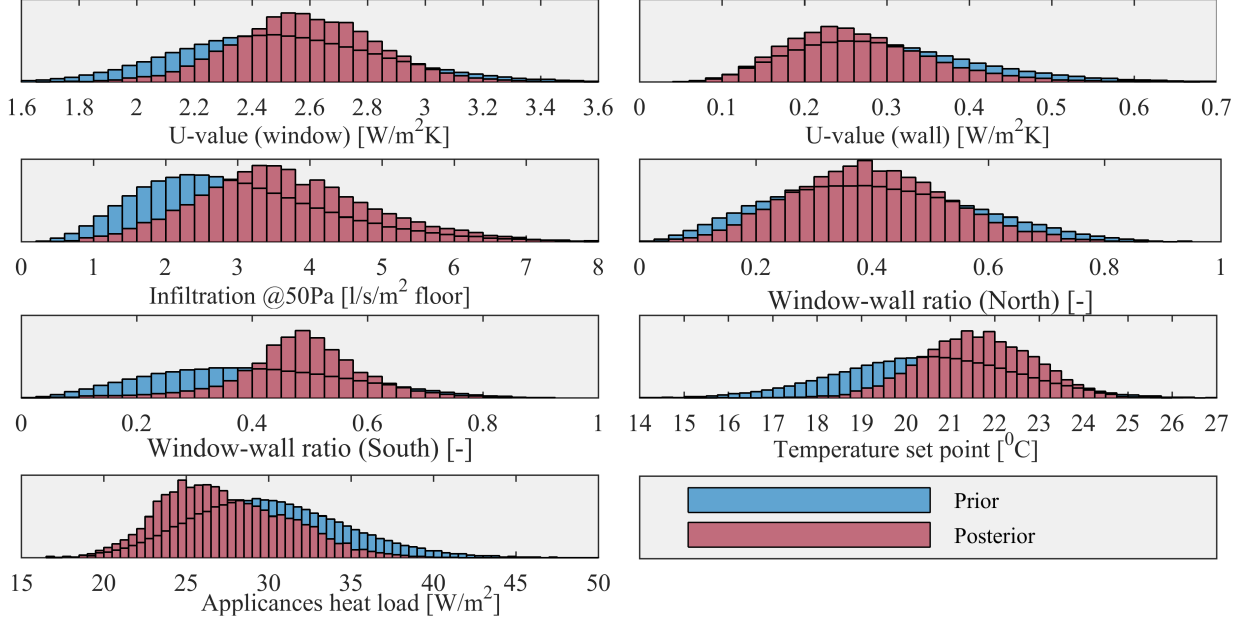 1.6 1.8 2 2.2 2.4 2.6 2.8 3 3.2 3.4 3.6
U-value (window) [W/m²K]
0 0.1 0.2 0.3 0.4 0.5 0.6 0.7
U-value (wall) [W/m²K]
0 1 2 3 4 5 6 7 8
Infiltration @50Pa [l/s/m² floor]
0 0.2 0.4 0.6 0.8 1
Window-wall ratio (North) [-]
0 0.2 0.4 0.6 0.8 1
Window-wall ratio (South) [-]
14 15 16 17 18 19 20 21 22 23 24 25 26 27
Temperature set point [⁰C]
15 20 25 30 35 40 45 50
Applicances heat load [W/m²]
Prior
Posterior